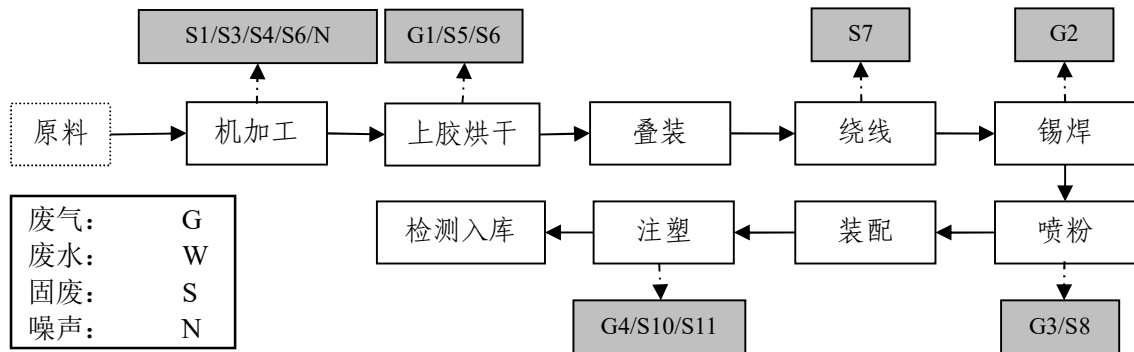 S1/S3/S4/S6/N
G1/S5/S6
S7
G2
原料
机加工
上胶烘干
叠装
绕线
锡焊
检测入库
注塑
装配
喷粉
废气： G
废水： W
固废： S
噪声： N
G4/S10/S11
G3/S8